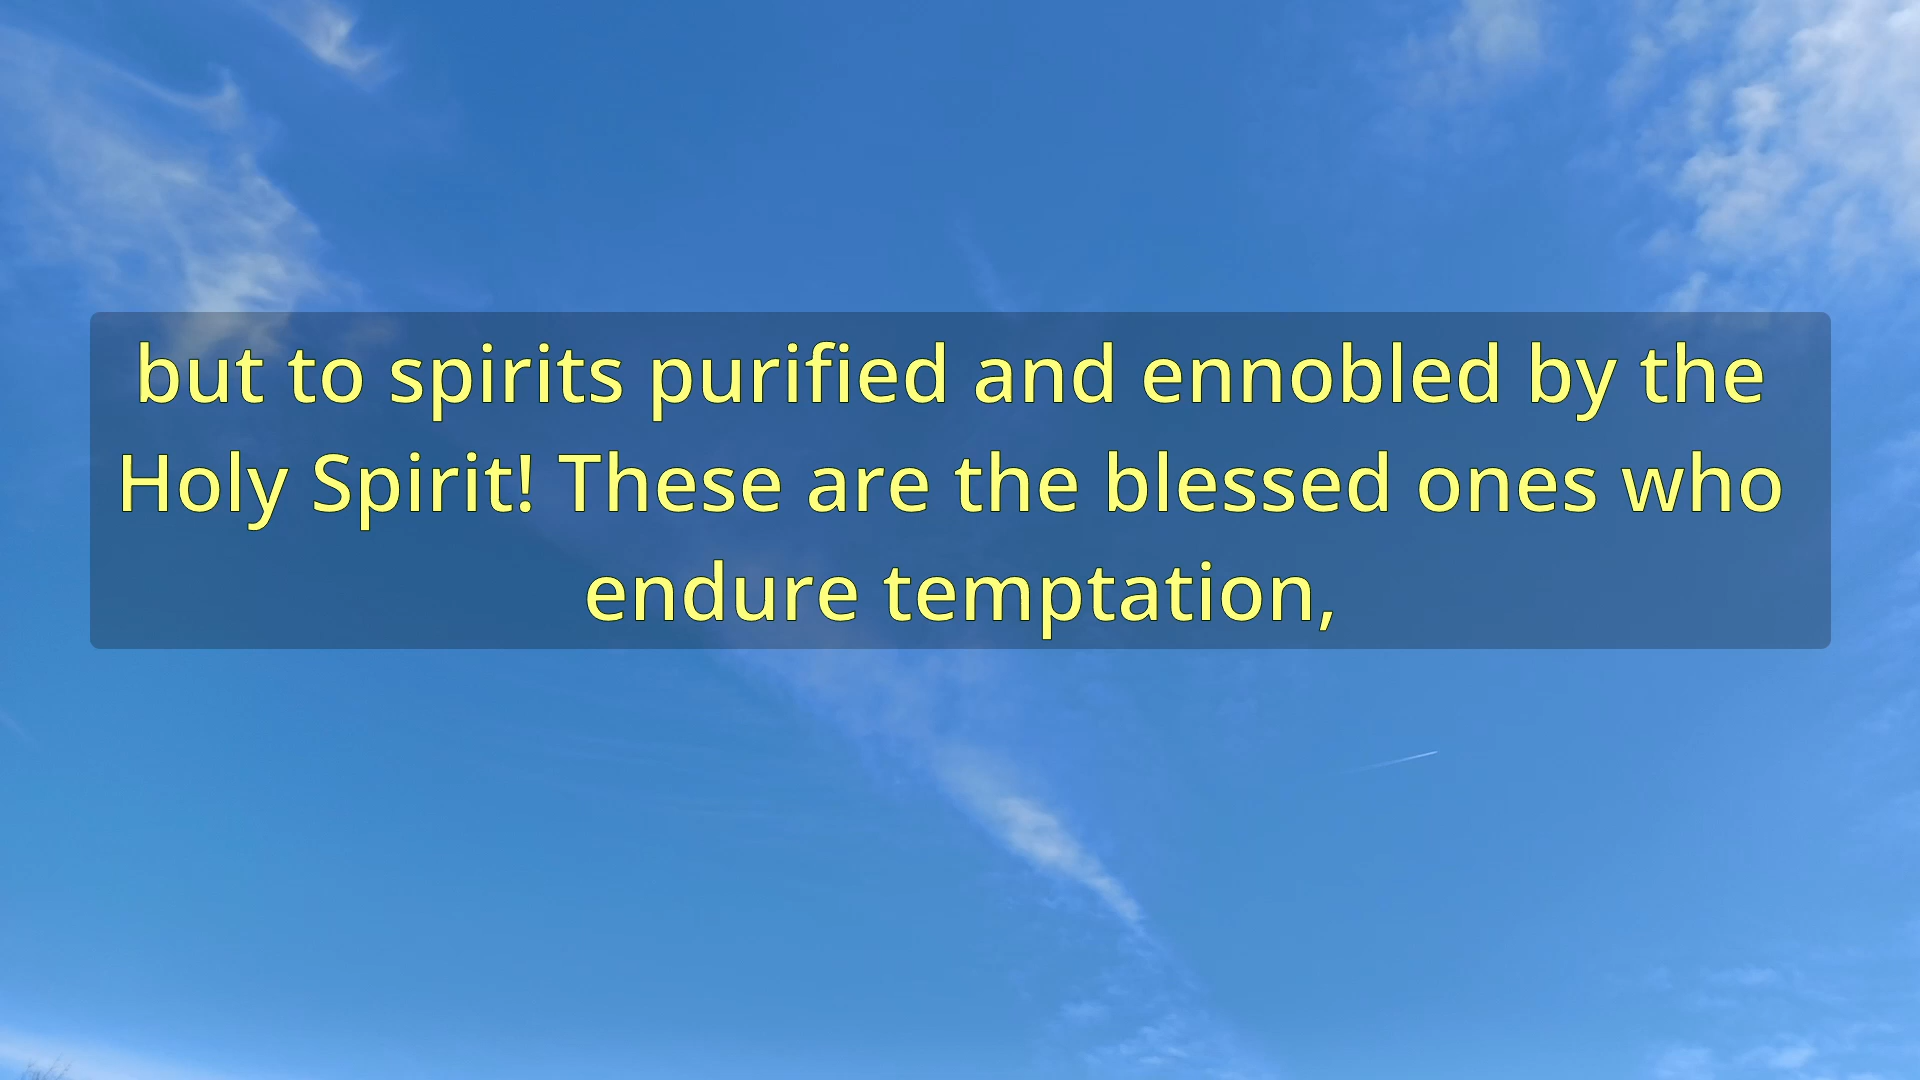 but to spirits purified and ennobled by the
Holy Spirit! These are the blessed ones who
endure temptation,